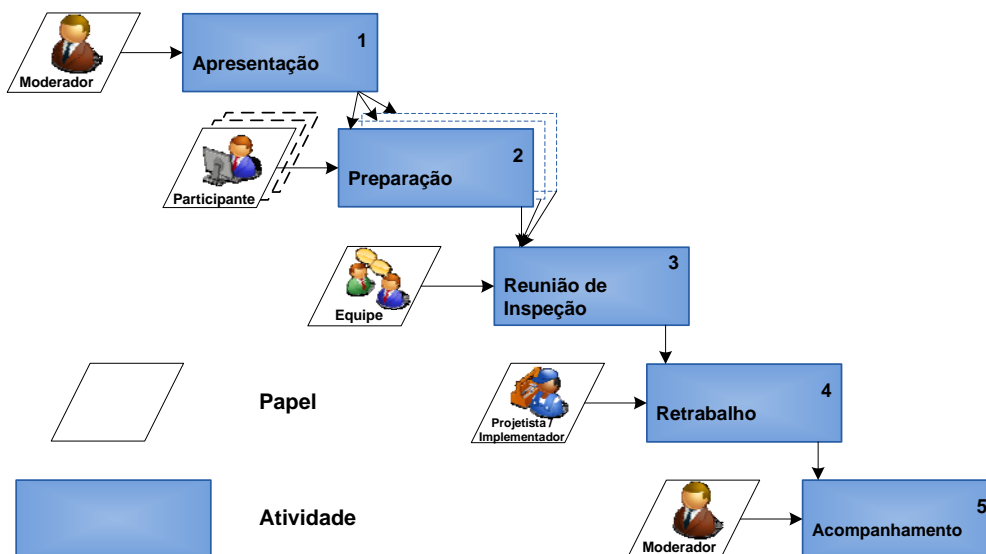 1
Apresentação
Moderador
2
Preparação
Participante
3
Reunião de
Inspeção
Equipe
Papel
4
Retrabalho
Projetista /
Implementador
Atividade
5
Acompanhamento
Moderador